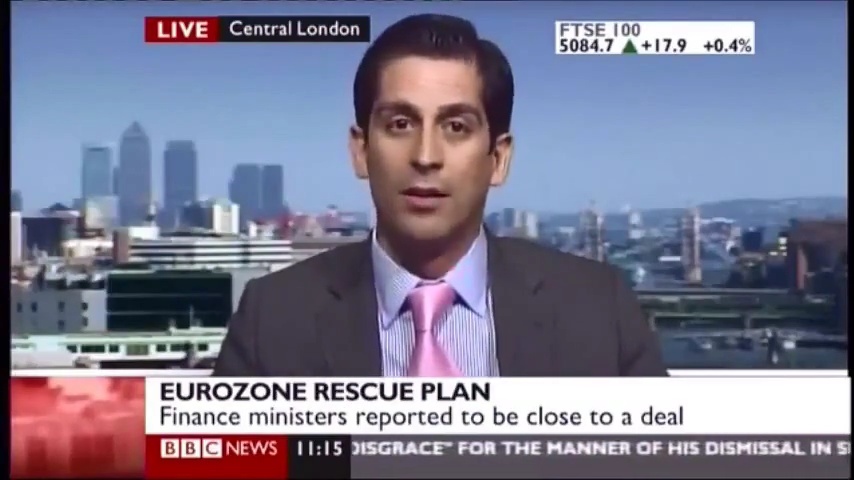 LIVE Central London
FTSE 100
5084.7 ▲ +17.9 +0.4%
EUROZONE RESCUE PLAN
Finance ministers reported to be close to a deal
BBC NEWS 11:15 DISGRACE" FOR THE MANNER OF HIS DISMISSAL IN